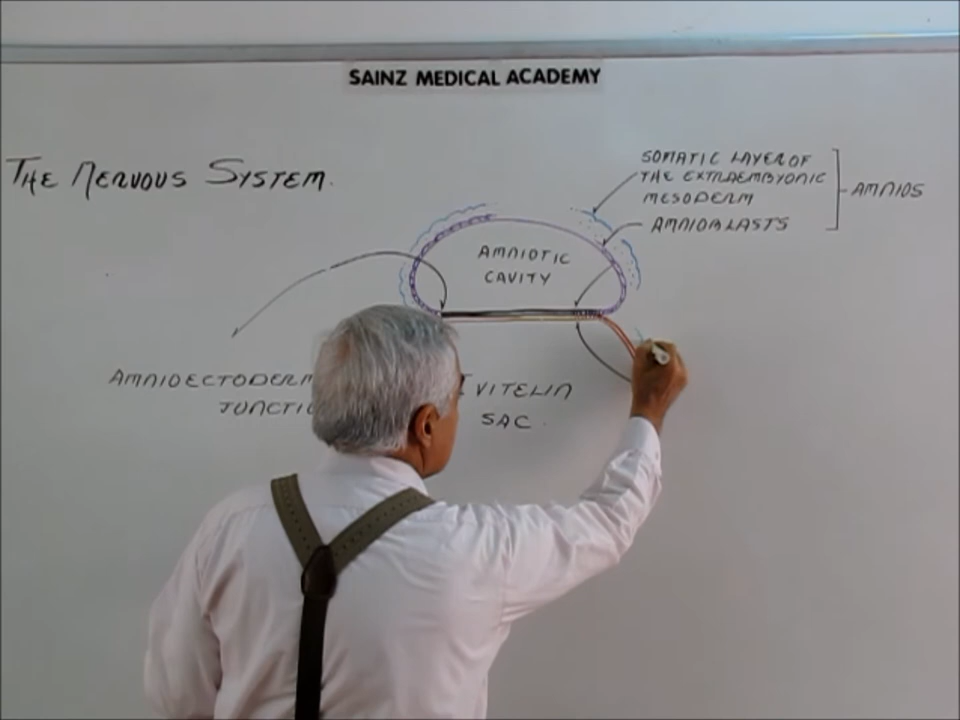 SAINZ MEDICAL ACADEMY
THE NERVOUS SYSTEM.
SOMATIC LAYER OF
THE EXTRAEMBYONIC
MESODERM
AMNIOBLASTS
AMNIOS
AMNIOTIC
CAVITY
AMNIOECTODERM
JUNCTIO
VITELIN
SAC